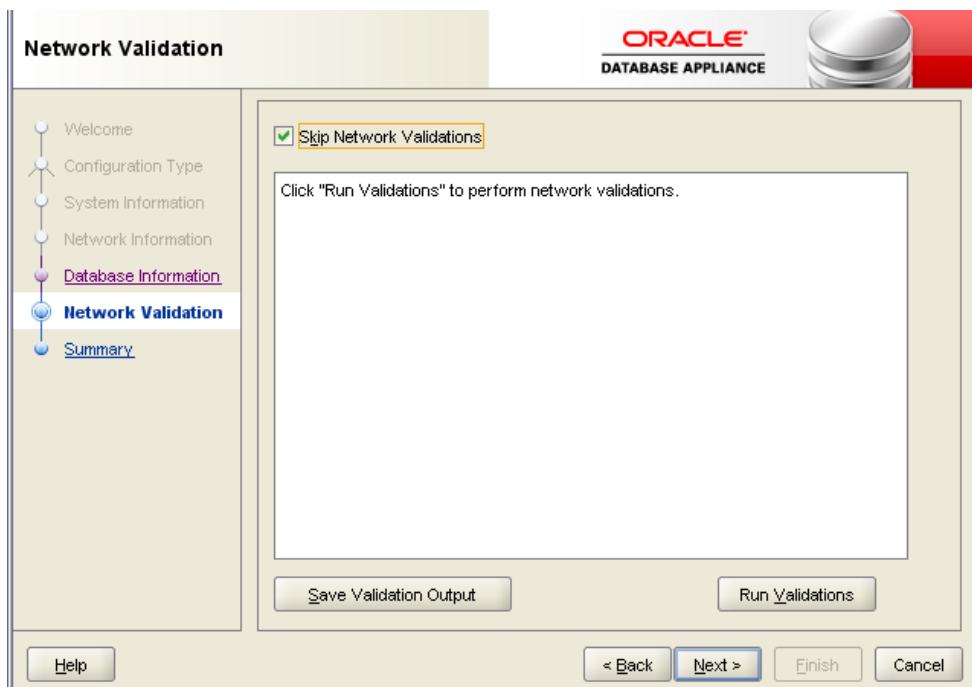 Network Validation
ORACLE®
DATABASE APPLIANCE
Welcome
Configuration Type
System Information
Network Information
Database Information
Network Validation
Summary
Skip Network Validations
Click "Run Validations" to perform network validations.
Save Validation Output
Run Validations
Help
< Back
Next >
Finish
Cancel